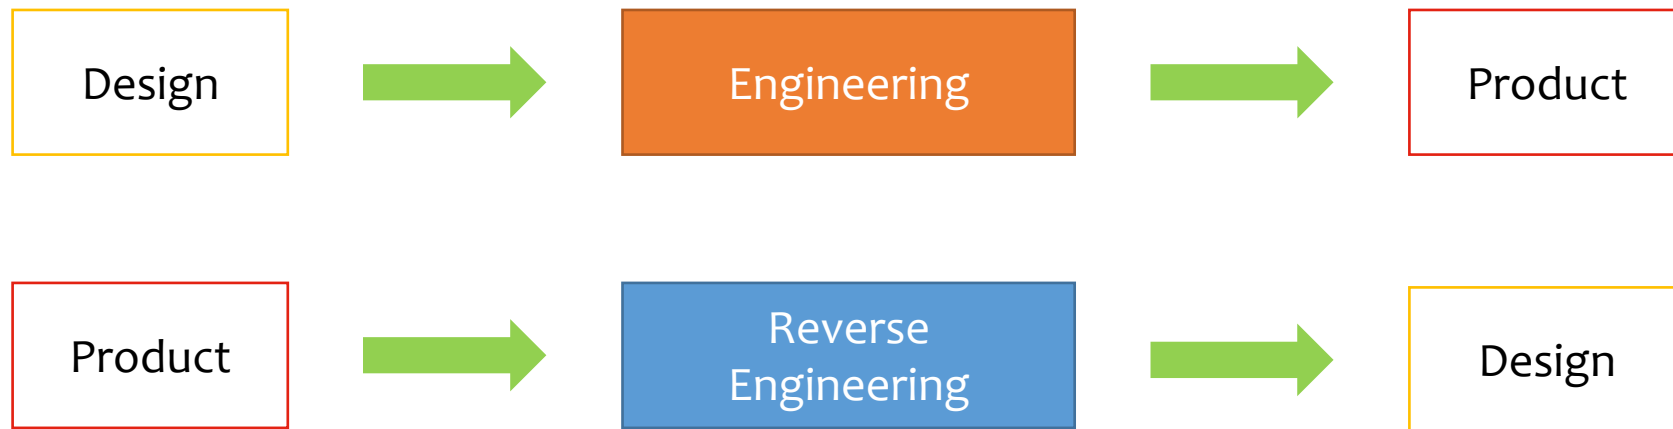 Design
Engineering
Product
Product
Reverse
Engineering
Design